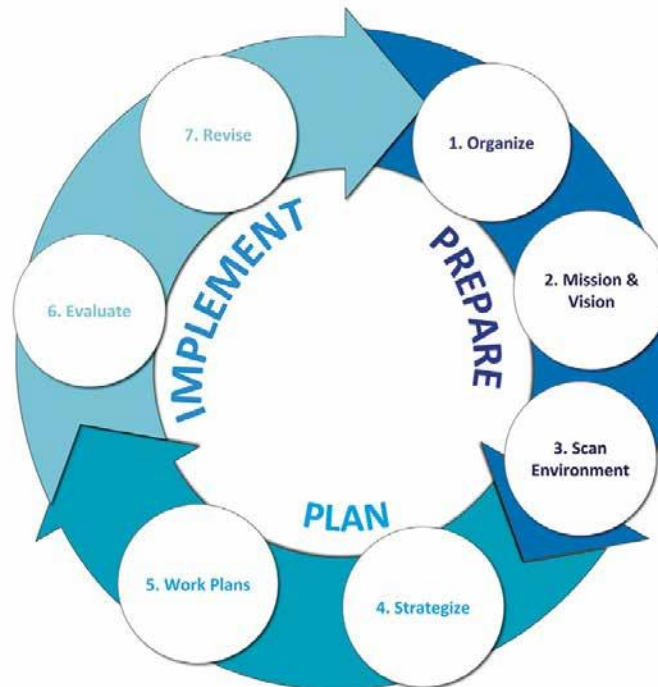 7. Revise
1. Organize
2. Mission &
Vision
3. Scan
Environment
4. Strategize
5. Work Plans
6. Evaluate
PREPARE
PLAN
IMPLEMENT